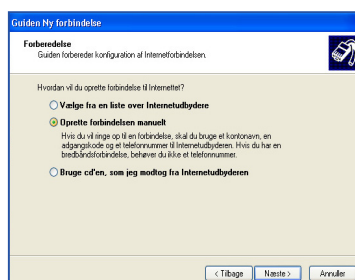 Guiden Ny forbindelse
Forberedelse
Guiden forbereder konfiguration af Internetforbindelsen.
Hvordan vil du oprette forbindelse til Internettet?
Vælge fra en liste over Internetudbydere
Oprette forbindelsen manuelt
Hvis du vil ringe op til en forbindelse, skal du bruge et kontonavn, en
adgangskode og et telefonnummer til Internetudbyderen. Hvis du har en
bredbåndsforbindelse, behøver du ikke et telefonnummer.
Bruge cd'en, som jeg modtog fra Internetudbyderen
< Tilbage Næste > Annuller